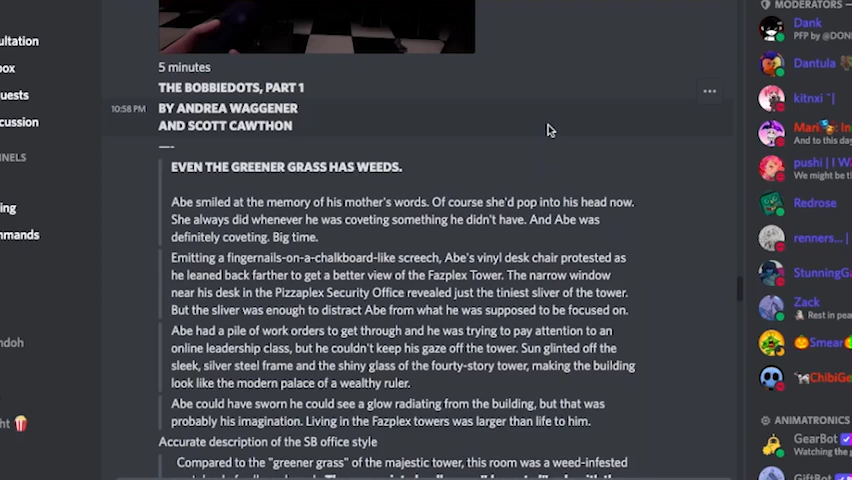 ultation
box
uests
cussion
NNELS
ing
mmands
ndoh
ht
5 minutes
THE BOBBIEDOTS, PART 1
10:58 PM BY ANDREA WAGGENER
AND SCOTT CAWTHON
—-
EVEN THE GREENER GRASS HAS WEEDS.
Abe smiled at the memory of his mother's words. Of course she'd pop into his head now.
She always did whenever he was coveting something he didn't have. And Abe was
definitely coveting. Big time.
Emitting a fingernails-on-a-chalkboard-like screech, Abe's vinyl desk chair protested as
he leaned back farther to get a better view of the Fazplex Tower. The narrow window
near his desk in the Pizzaplex Security Office revealed just the tiniest sliver of the tower.
But the sliver was enough to distract Abe from what he was supposed to be focused on.
Abe had a pile of work orders to get through and he was trying to pay attention to an
online leadership class, but he couldn't keep his gaze off the tower. Sun glinted off the
sleek, silver steel frame and the shiny glass of the fourty-story tower, making the building
look like the modern palace of a wealthy ruler.
Abe could have sworn he could see a glow radiating from the building, but that was
probably his imagination. Living in the Fazplex towers was larger than life to him.
Accurate description of the SB office style
Compared to the "greener grass" of the majestic tower, this room was a weed-infested
MODERATORS —
Dank
PFP by @DON
Dantula
kitnxi ~|
Mari
In
And to this da
pushi | I W
We might be t
Redrose
renners... |
StunningGa
Zack
Rest in pea
Smear
ChibiGe
ANIMATRONICS
GearBot
Watching the g
GiftBot